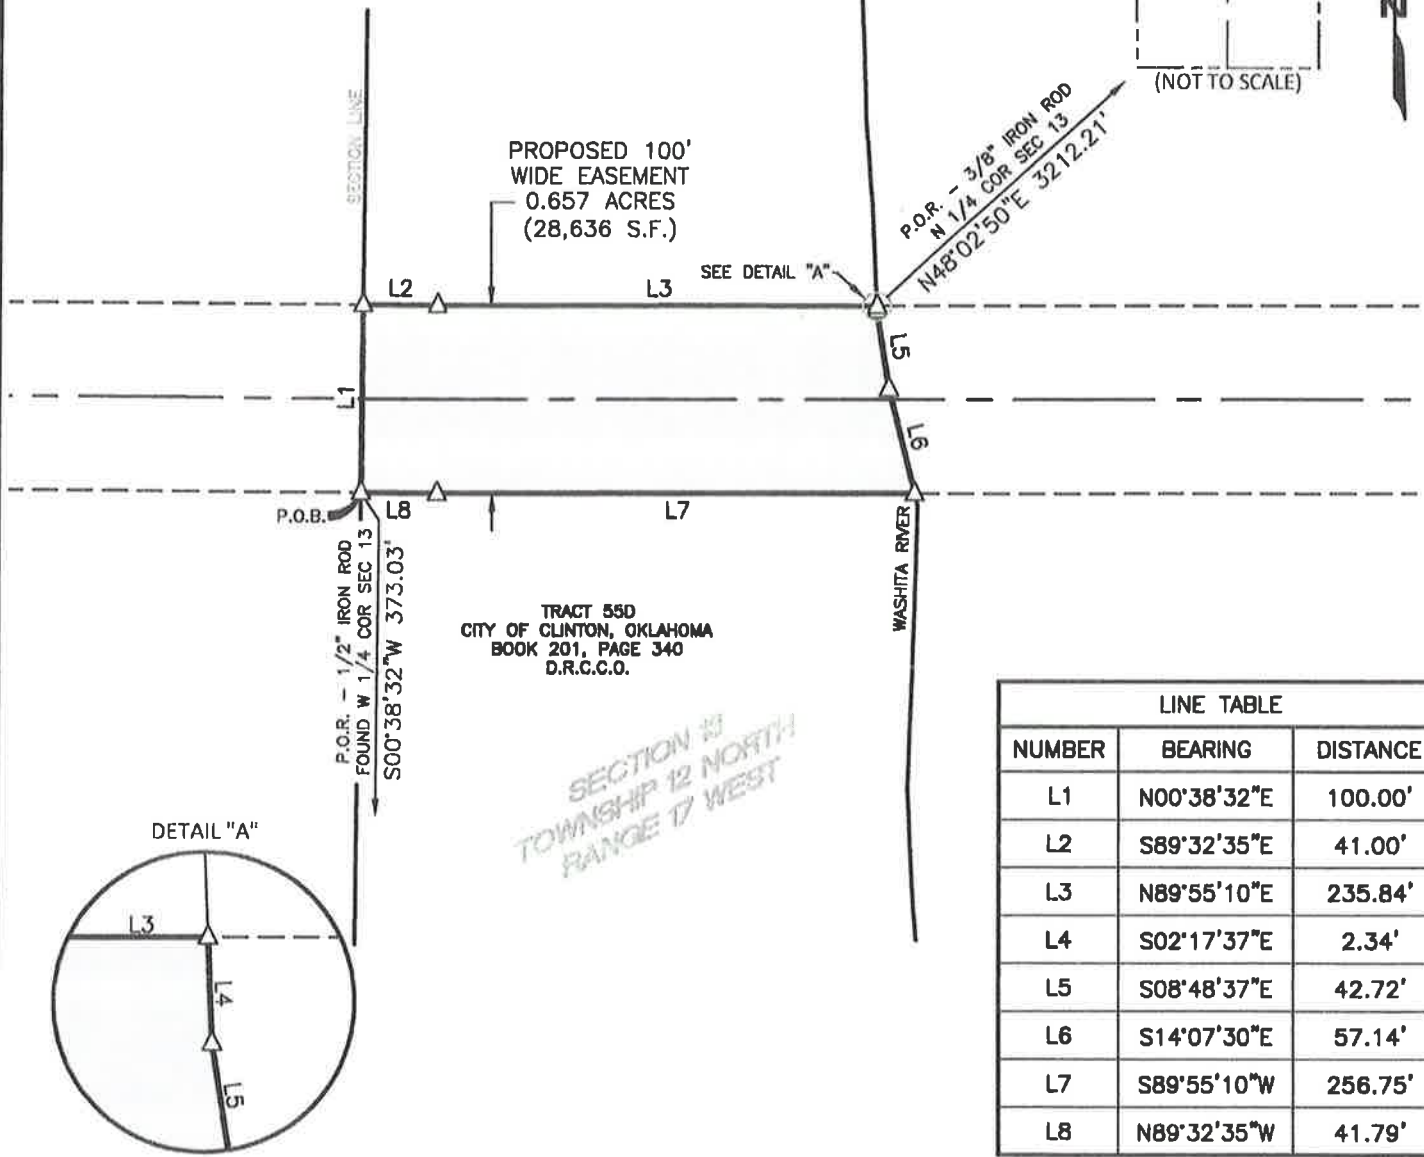 N
(NOT TO SCALE)
SECTION LINE
PROPOSED 100'
WIDE EASEMENT
0.657 ACRES
(28,636 S.F.)
P.O.R. - 3/8" IRON ROD
N 1/4 COR SEC 13
N48°02'50"E 3212.21'
SEE DETAIL "A"
L2
L3
L5
L1
L6
P.O.B.
L8
L7
P.O.R. - 1/2" IRON ROD
FOUND W 1/4 COR SEC 13
S00°38'32"W 373.03'
WASHITA RIVER
TRACT 55D
CITY OF CLINTON, OKLAHOMA
BOOK 201, PAGE 340
D.R.C.C.O.
SECTION 13
TOWNSHIP 12 NORTH
RANGE 17 WEST
DETAIL "A"
L3
L4
L5
LINE TABLE
NUMBER BEARING DISTANCE
L1 N00°38'32"E 100.00'
L2 S89°32'35"E 41.00'
L3 N89°55'10"E 235.84'
L4 S02°17'37"E 2.34'
L5 S08°48'37"E 42.72'
L6 S14°07'30"E 57.14'
L7 S89°55'10"W 256.75'
L8 N89°32'35"W 41.79'